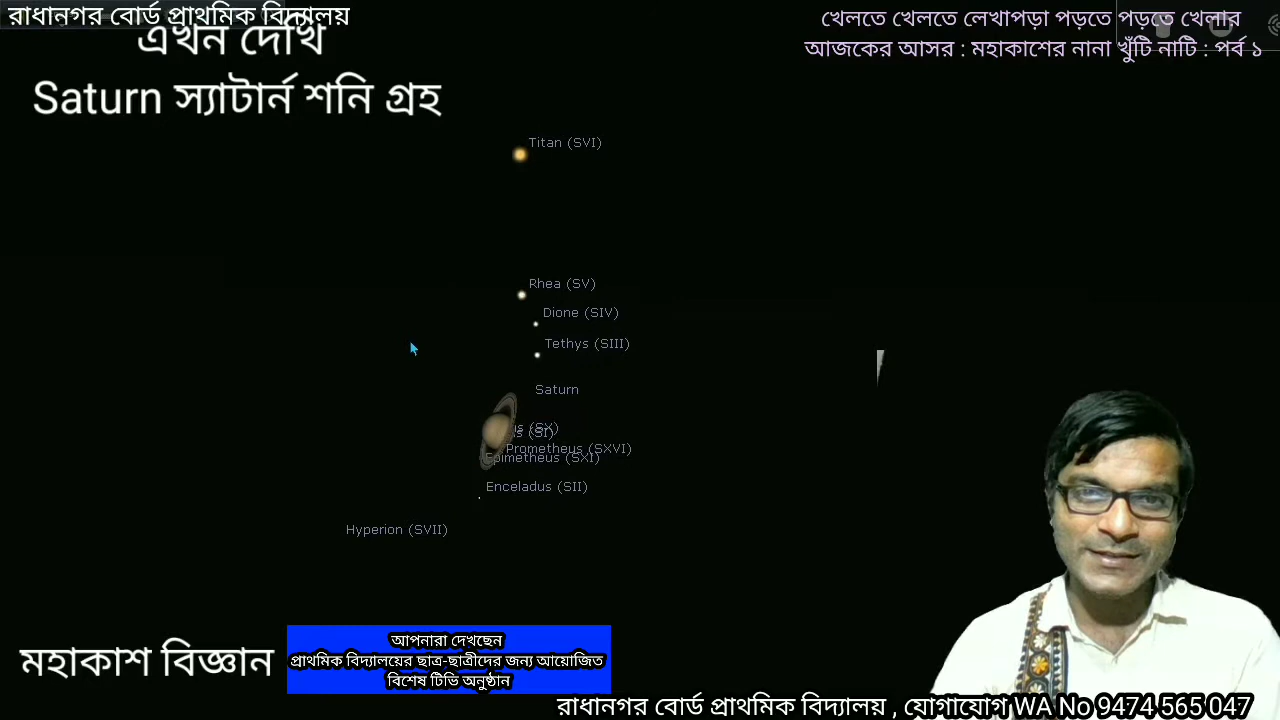 রাধানগর বোর্ড প্রাথমিক বিদ্যালয়
এখন দেখি
Saturn স্যাটার্ন শনি গ্রহ
খেলতে খেলতে লেখাপড়া পড়তে পড়তে খেলার
আজকের আসর : মহাকাশের নানা খুঁটি নাটি : পর্ব ১
Titan (SVI)
Rhea (SV)
Dione (SIV)
Tethys (SIII)
Saturn
(SX)
(SI)
Prometheus (SXVI)
Epimetheus (SXI)
Enceladus (SII)
Hyperion (SVII)
মহাকাশ বিজ্ঞান
আপনারা দেখছেন
প্রাথমিক বিদ্যালয়ের ছাত্র-ছাত্রীদের জন্য আয়োজিত
বিশেষ টিভি অনুষ্ঠান
রাধানগর বোর্ড প্রাথমিক বিদ্যালয় , যোগাযোগ WA No 9474 565 047